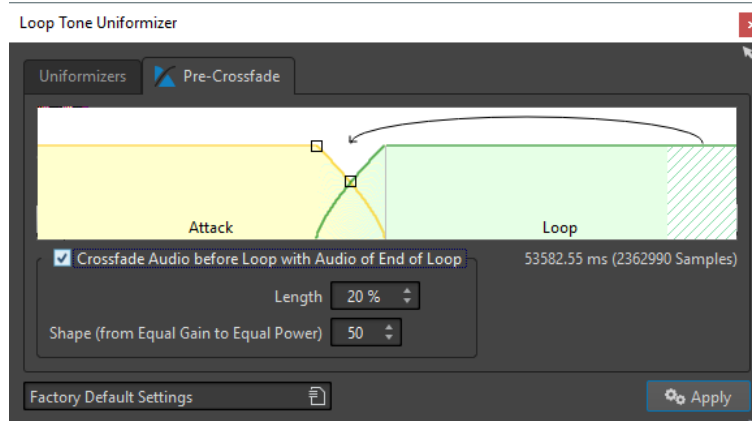 Loop Tone Uniformizer
Uniformizers
Pre-Crossfade
Attack
Loop
Crossfade Audio before Loop with Audio of End of Loop
53582.55 ms (2362990 Samples)
Length 20 %
Shape (from Equal Gain to Equal Power) 50
Factory Default Settings
Apply